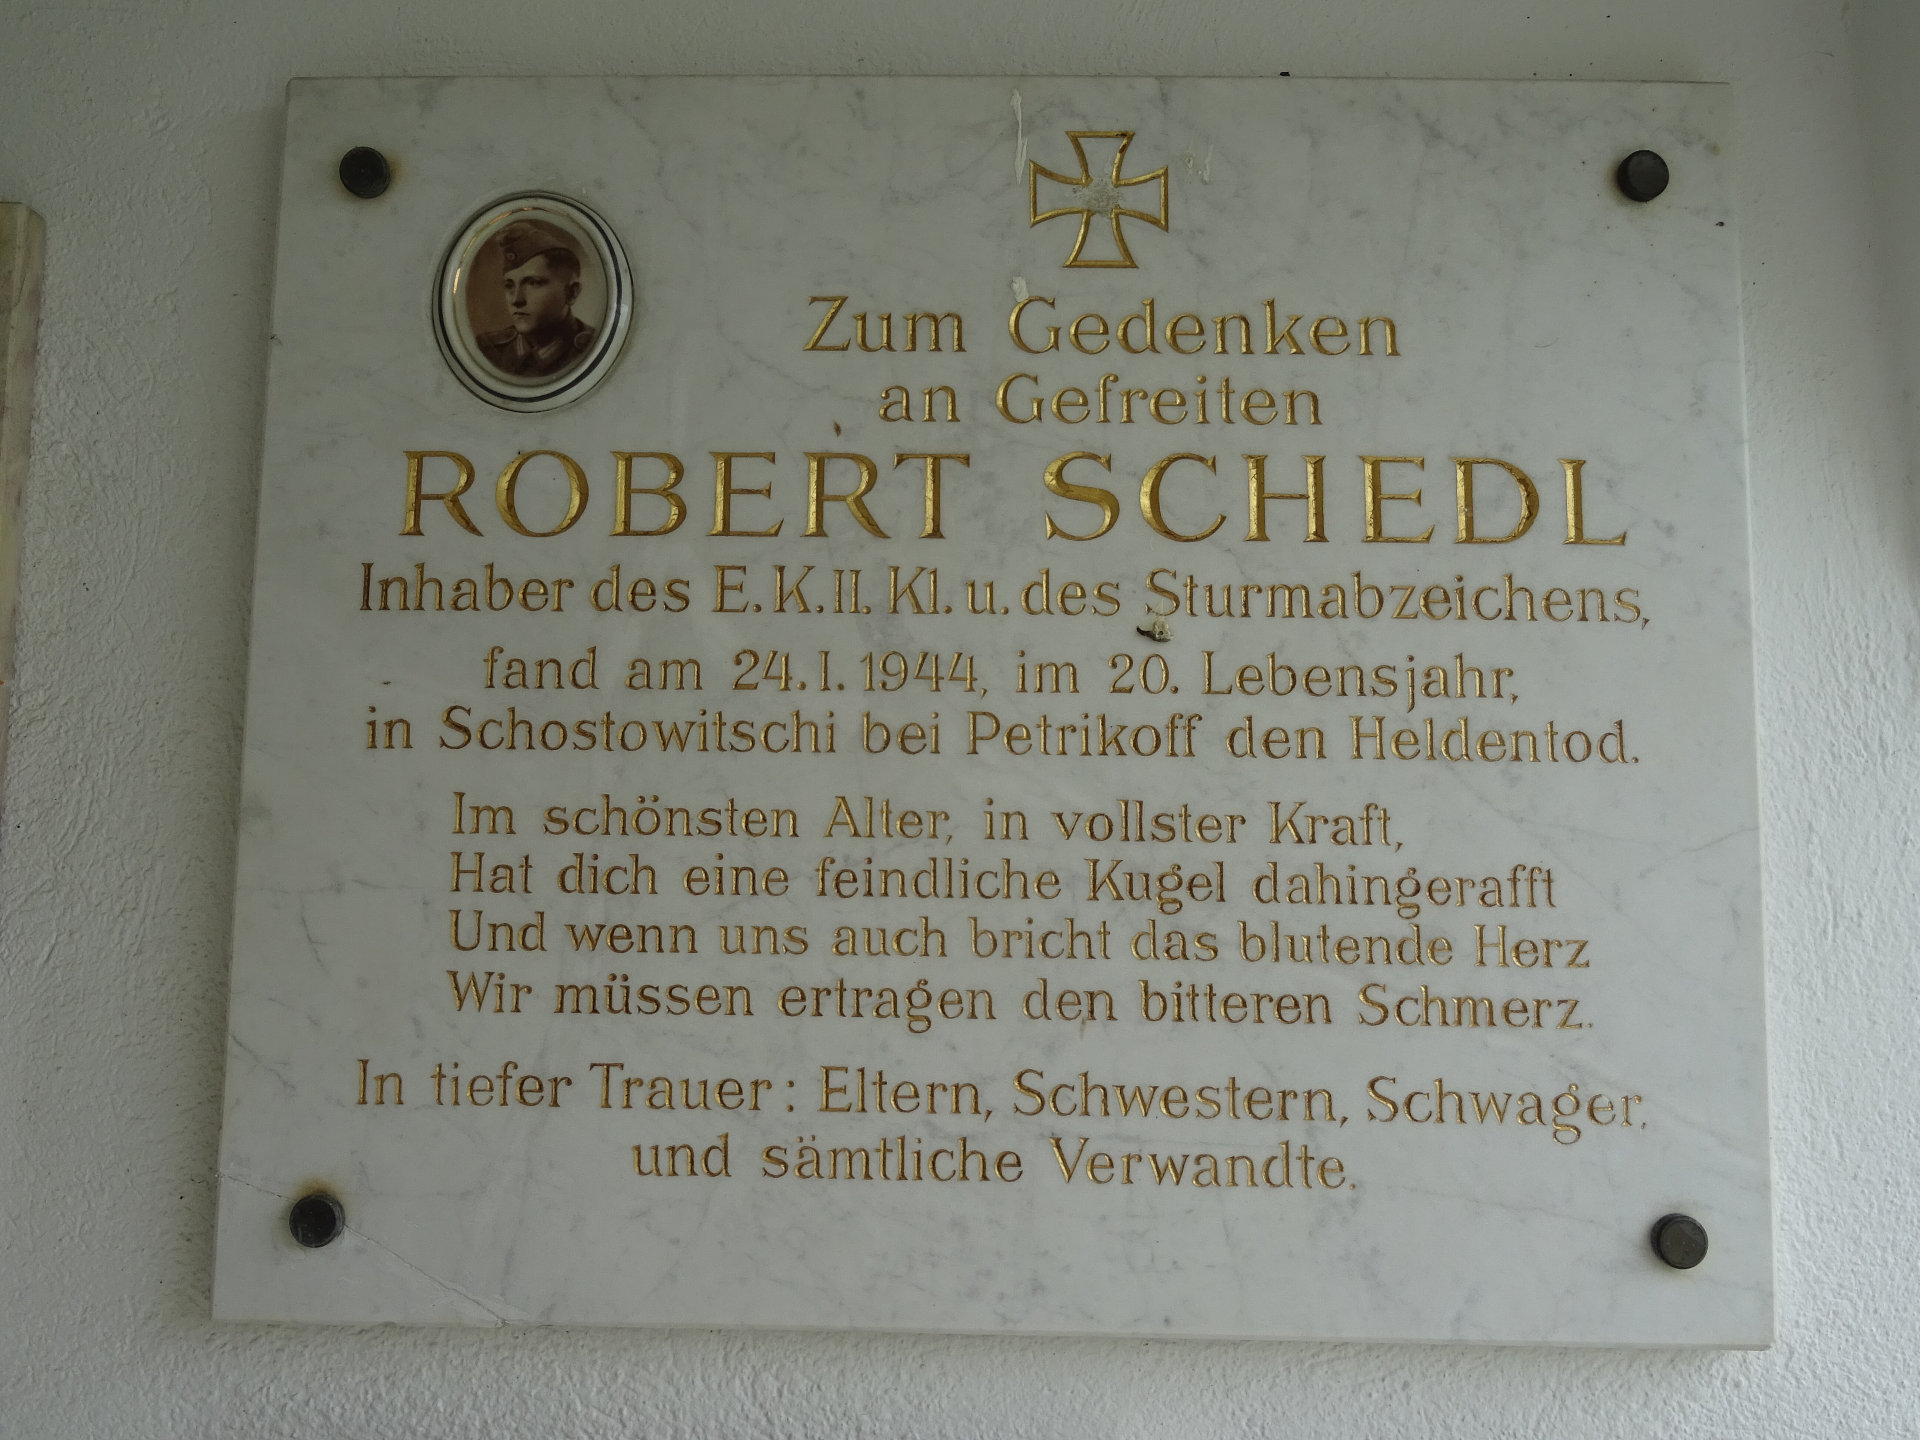 Zum Gedenken
an Gefreiten
ROBERT SCHEDL
Inhaber des E.K.II. Kl. u. des Sturmabzeichens,
fand am 24.I.1944, im 20. Lebensjahr,
in Schostowitschi bei Petrikoff den Heldentod.
Im schönsten Alter, in vollster Kraft,
Hat dich eine feindliche Kugel dahingerafft
Und wenn uns auch bricht das blutende Herz
Wir müssen ertragen den bitteren Schmerz.
In tiefer Trauer: Eltern, Schwestern, Schwager,
und sämtliche Verwandte.